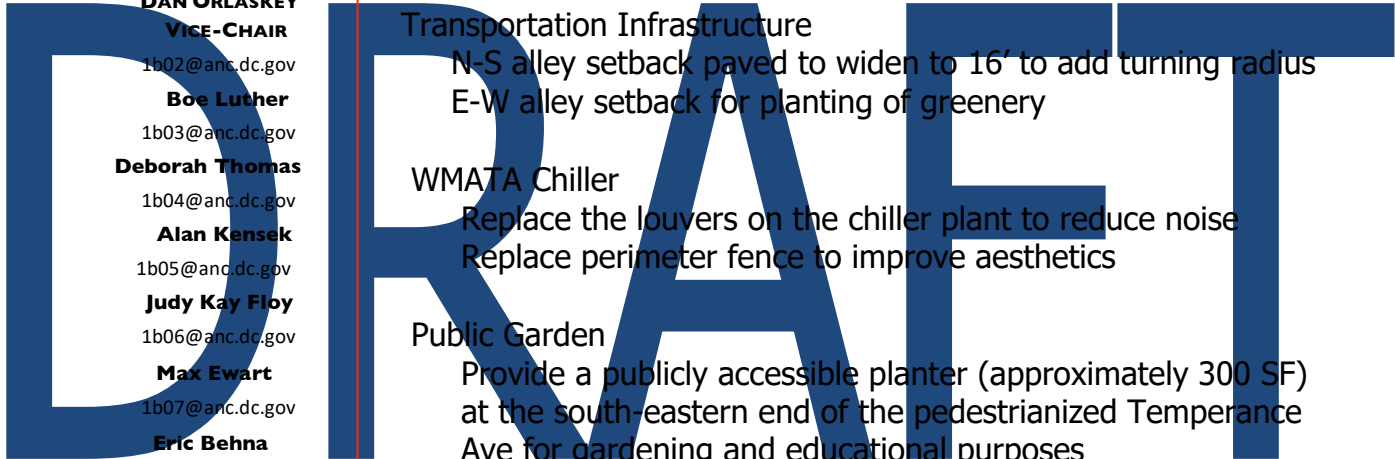 DAN ORLASKEY
VICE-CHAIR
1b02@anc.dc.gov
Boe Luther
1b03@anc.dc.gov
Deborah Thomas
1b04@anc.dc.gov
Alan Kensek
1b05@anc.dc.gov
Judy Kay Floy
1b06@anc.dc.gov
Max Ewart
1b07@anc.dc.gov
Eric Behna
Transportation Infrastructure
N-S alley setback paved to widen to 16’ to add turning radius
E-W alley setback for planting of greenery
WMATA Chiller
Replace the louvers on the chiller plant to reduce noise
Replace perimeter fence to improve aesthetics
Public Garden
Provide a publicly accessible planter (approximately 300 SF)
at the south-eastern end of the pedestrianized Temperance
Ave for gardening and educational purposes
DRAFT